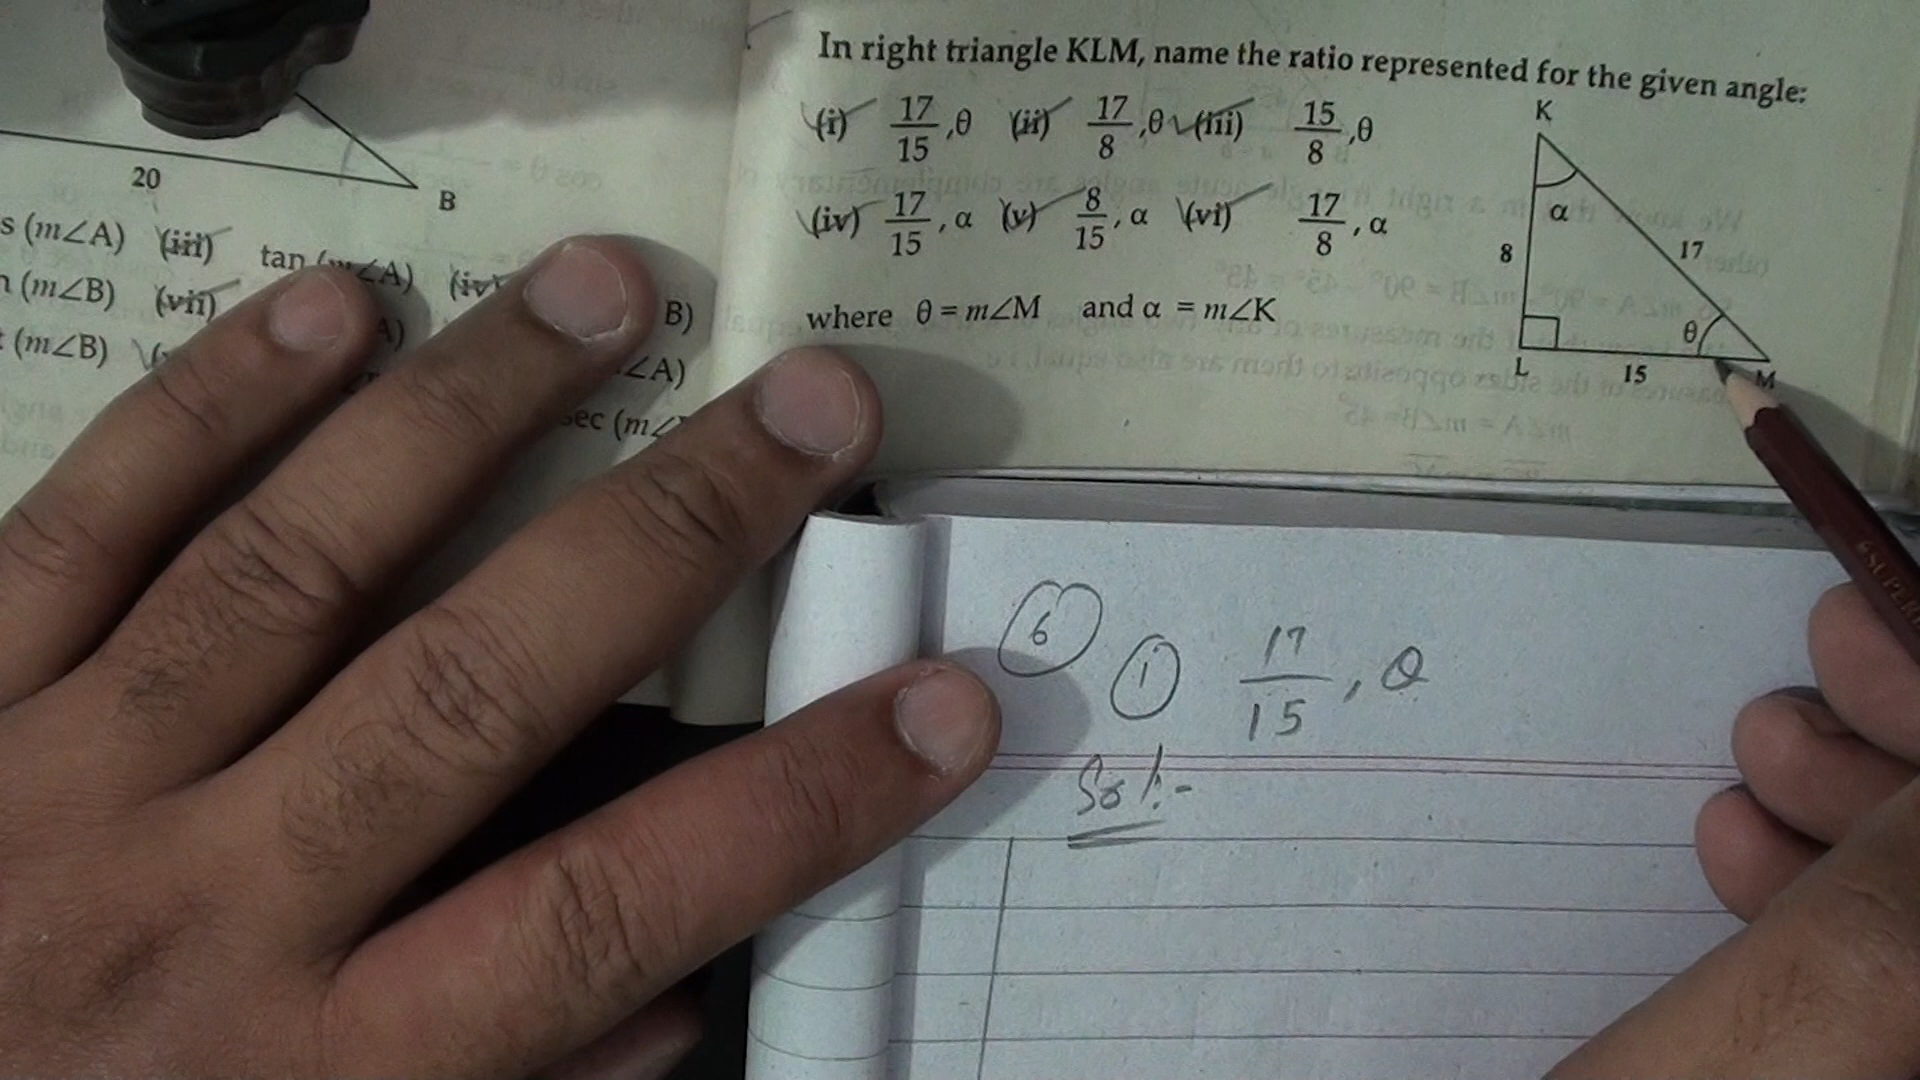 20
B
s (m∠A) (iii) tan (m∠A) (iv)
(m∠B) (vii) B)
(m∠B) ∠A)
sec (m∠
In right triangle KLM, name the ratio represented for the given angle:
(i) 17/15 ,θ (ii) 17/8 ,θ (iii) 15/8 ,θ
(iv) 17/15 , α (v) 8/15 , α (vi) 17/8 , α
where θ = m∠M and α = m∠K
K
α
8
17
θ
L
15
M
6
1 17/15 , θ
Sol:-